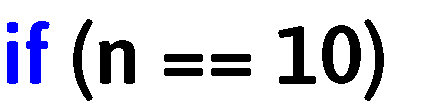 if (n == 10)